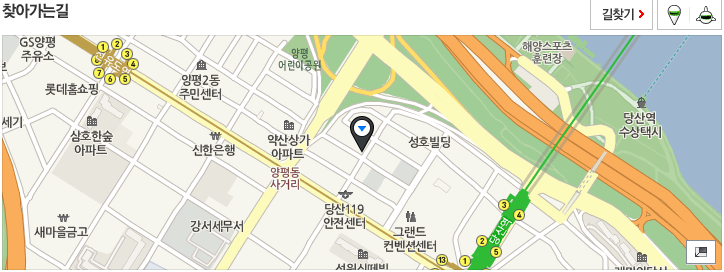 찾아가는길
길찾기
GS양평
주유소
1
2
3
8
7
6
5
양평2동
주민센터
롯데홈쇼핑
세기
삼호한숲
아파트
신한은행
약산상가
아파트
양평동
사거리
양평
어린이공원
성호빌딩
해양스포츠
훈련장
당산역
수상택시
강서세무서
새마을금고
당산119
안전센터
그랜드
컨벤션센터
3
4
당산역
2
5
13